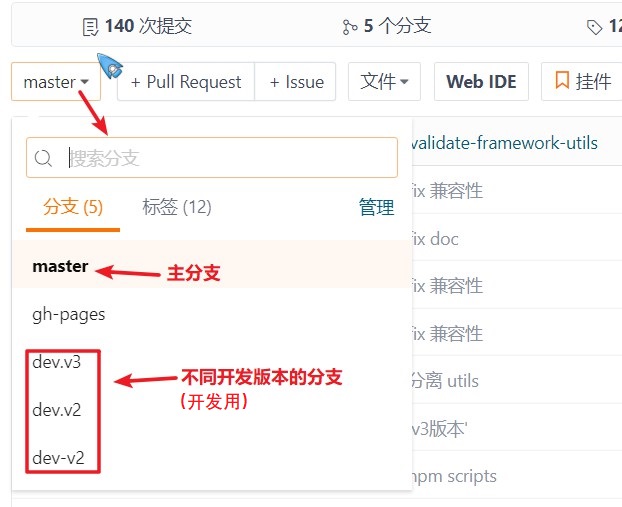 140 次提交 5 个分支 12
master + Pull Request + Issue 文件 Web IDE 挂件
搜索分支
validate-framework-utils
分支 (5) 标签 (12) 管理
fix 兼容性
fix doc
master 主分支
fix 兼容性
gh-pages
fix 兼容性
dev.v3
不同开发版本的分支
分离 utils
(开发用)
dev.v2
v3版本'
dev-v2
npm scripts